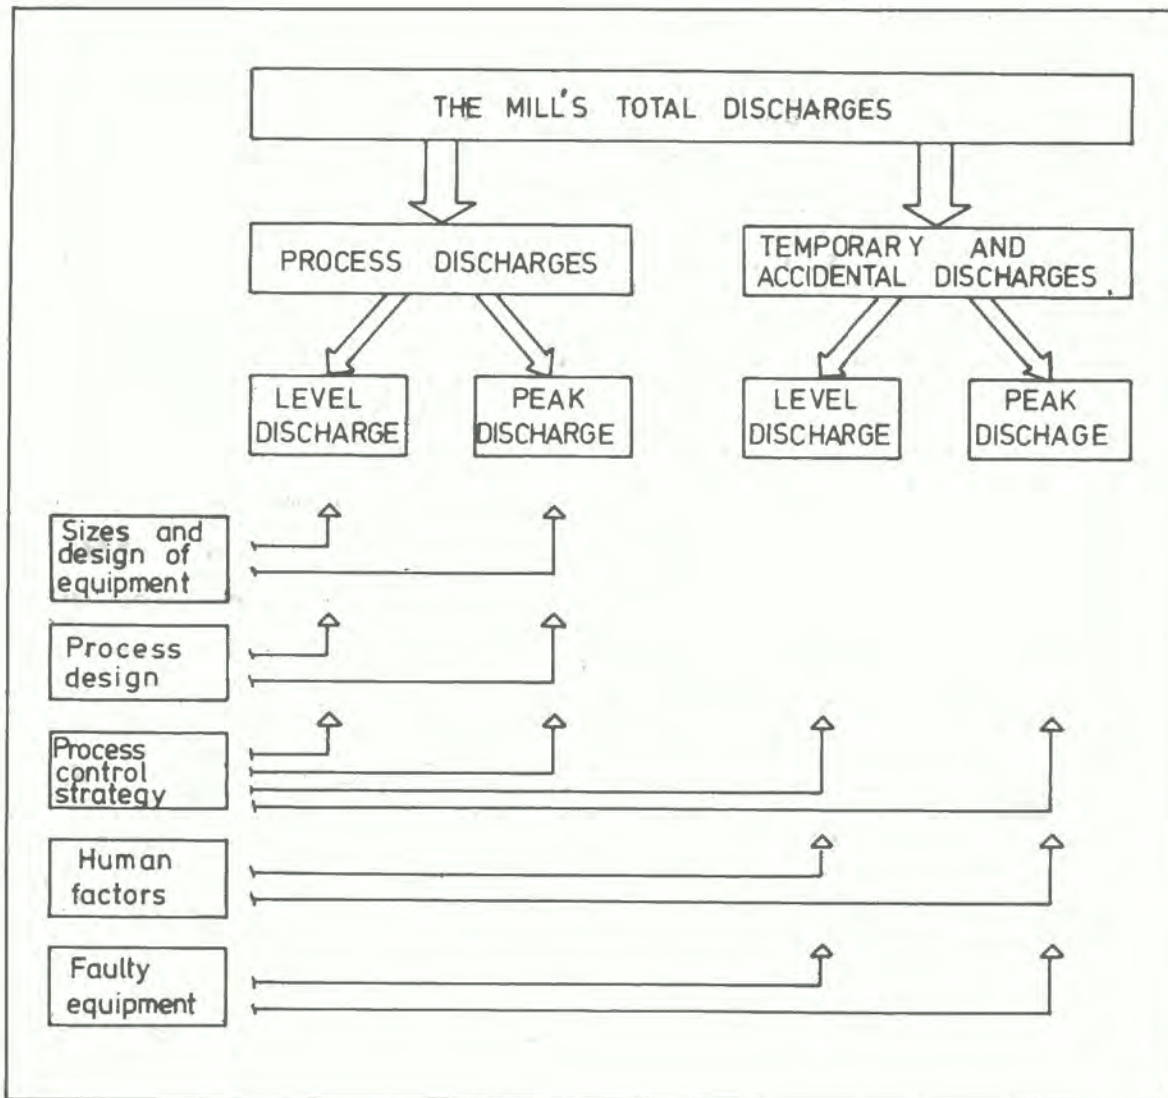 THE MILL'S TOTAL DISCHARGES
PROCESS DISCHARGES
TEMPORARY AND
ACCIDENTAL DISCHARGES.
LEVEL
DISCHARGE
PEAK
DISCHARGE
LEVEL
DISCHARGE
PEAK
DISCHAGE
Sizes and
design of
equipment
Process
design
Process
control
strategy
Human
factors
Faulty
equipment